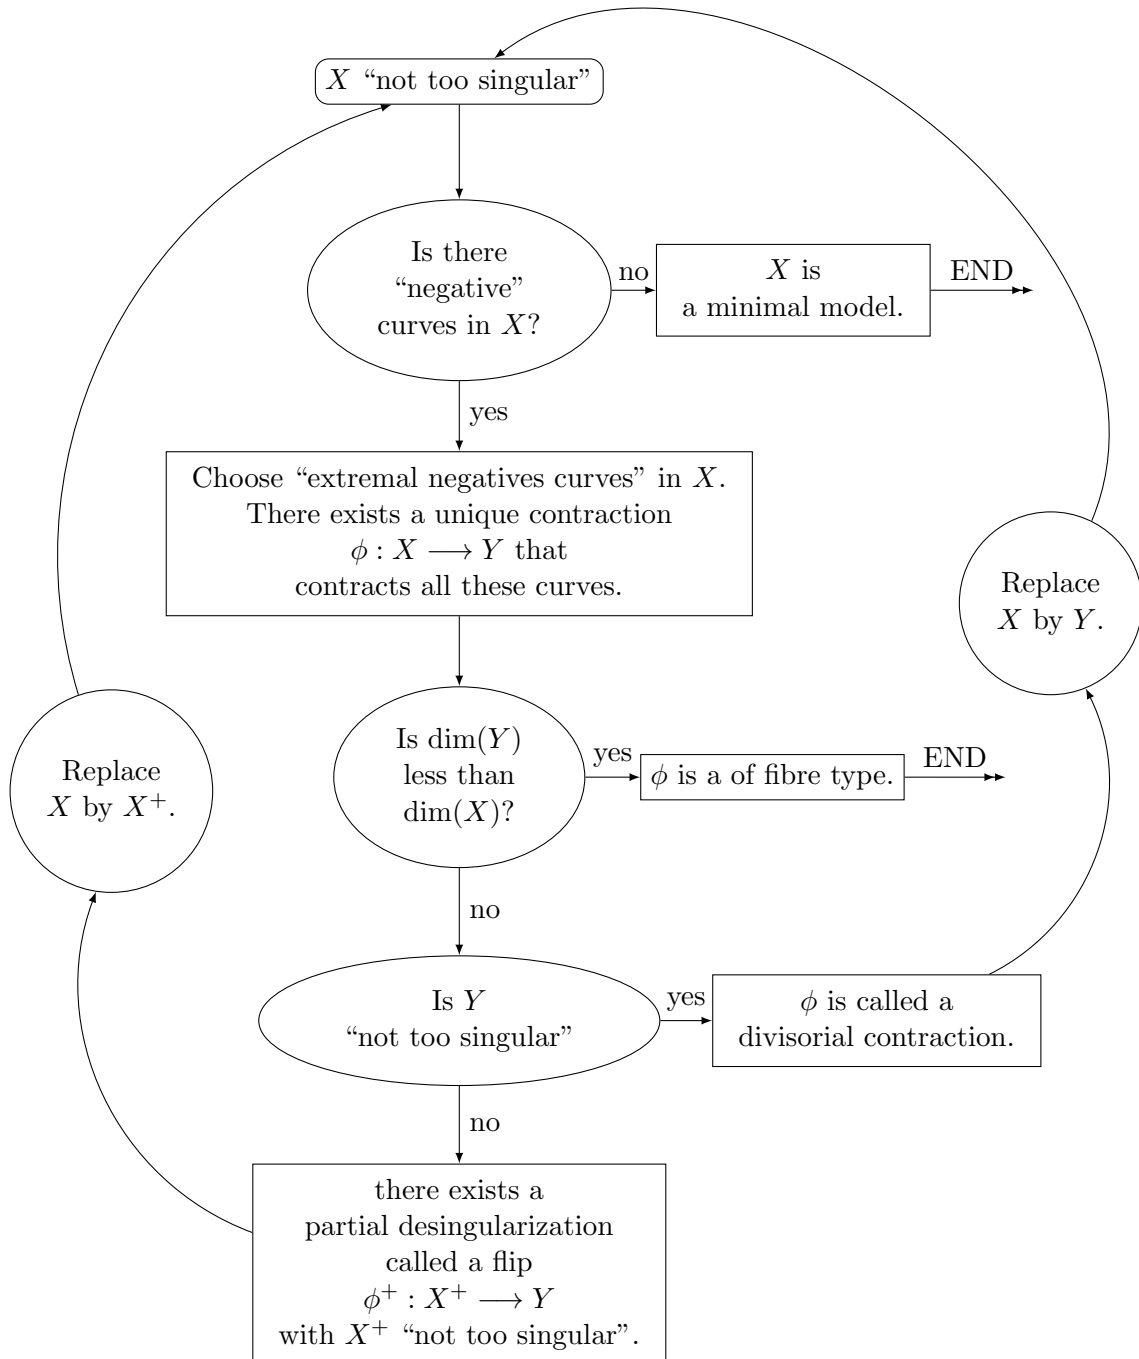 X “not too singular”
Is there
“negative”
curves in X?
no
X is
a minimal model.
END
yes
Choose “extremal negatives curves” in X.
There exists a unique contraction
ϕ : X ⟶ Y that
contracts all these curves.
Replace
X by Y.
Is dim(Y)
less than
dim(X)?
yes
ϕ is a of fibre type.
END
Replace
X by X⁺.
no
Is Y
“not too singular”
yes
ϕ is called a
divisorial contraction.
no
there exists a
partial desingularization
called a flip
ϕ⁺ : X⁺ ⟶ Y
with X⁺ “not too singular”.